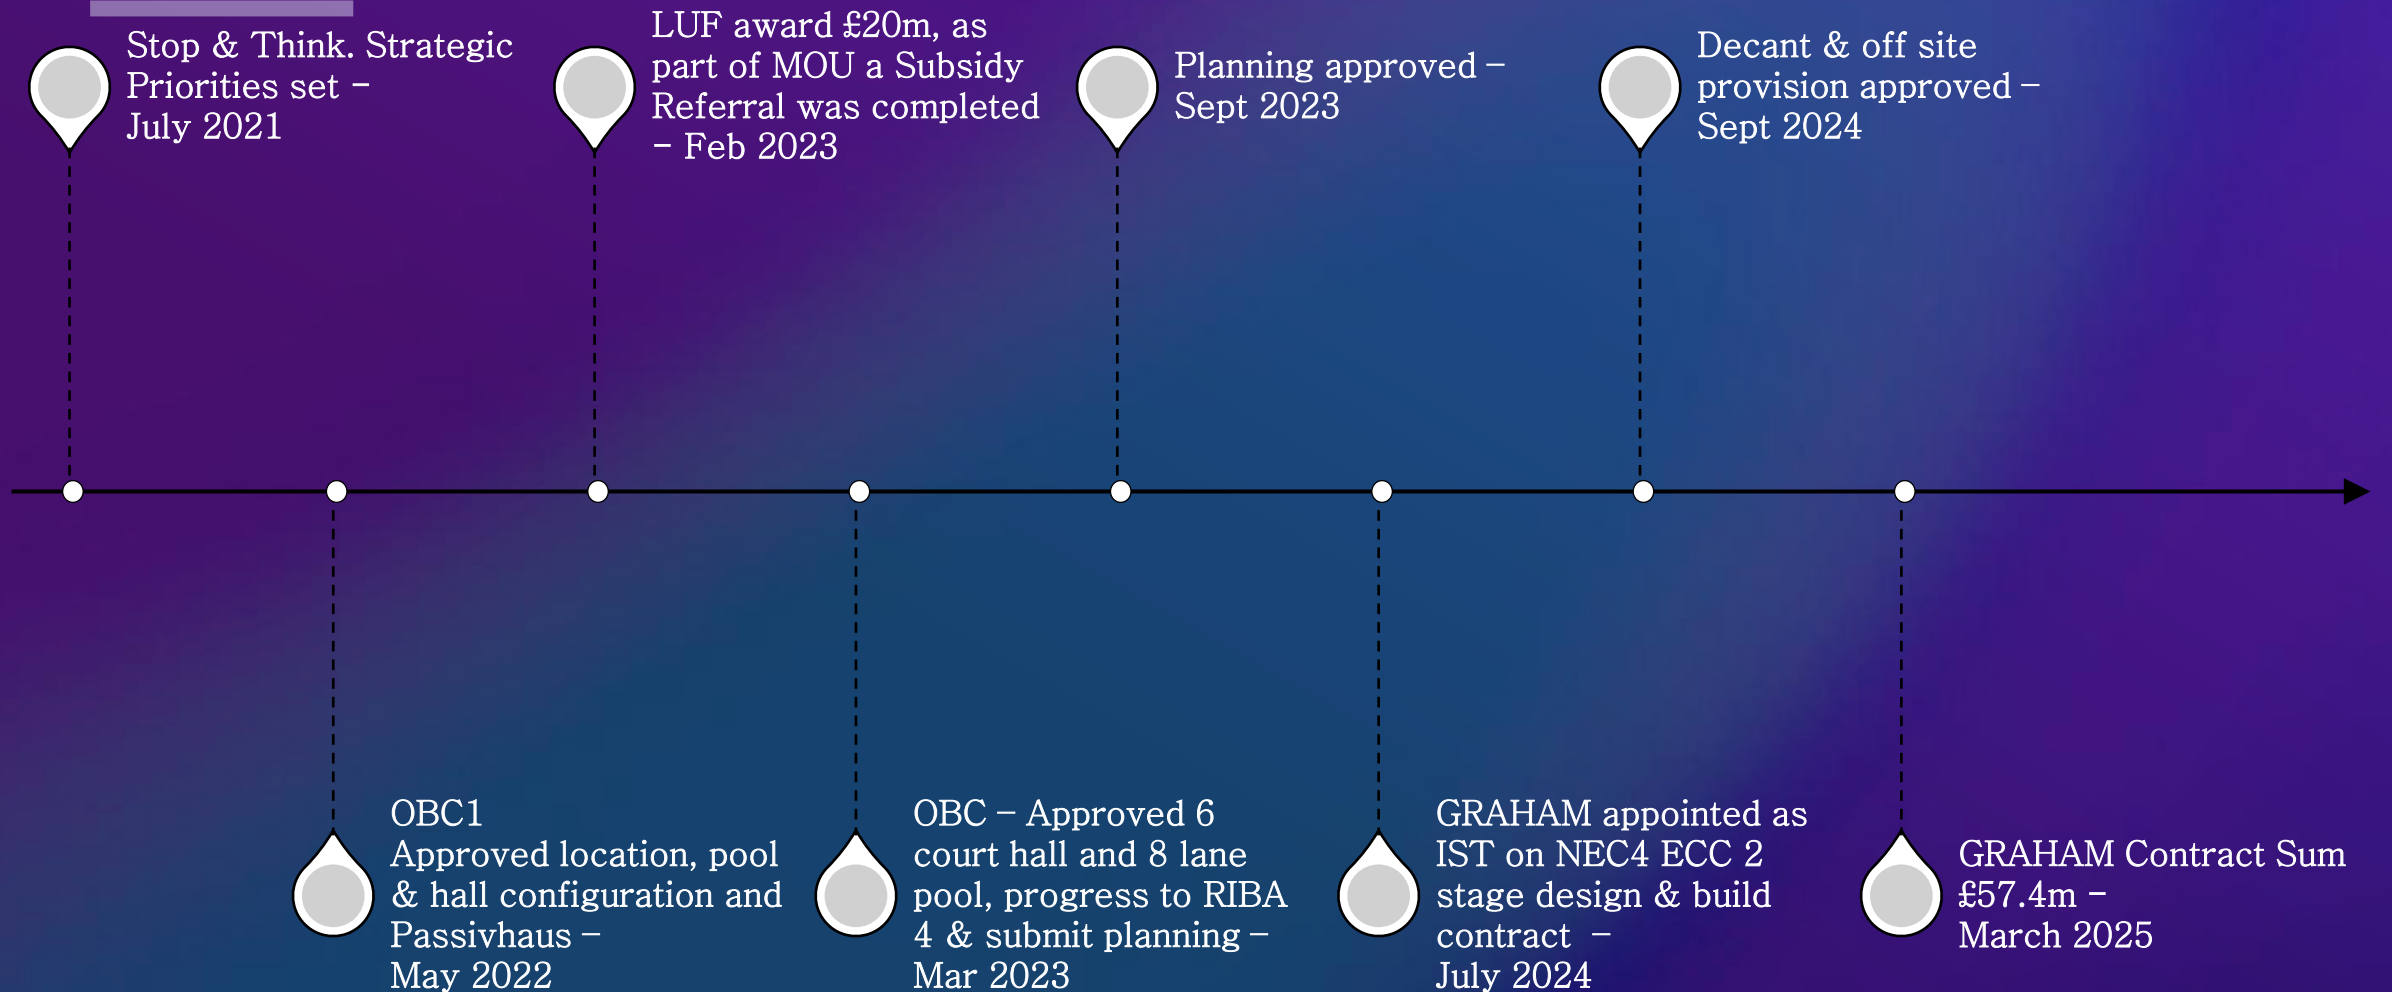 Stop & Think. Strategic
Priorities set –
July 2021
LUF award £20m, as
part of MOU a Subsidy
Referral was completed
– Feb 2023
Planning approved –
Sept 2023
Decant & off site
provision approved –
Sept 2024
OBC1
Approved location, pool
& hall configuration and
Passivhaus –
May 2022
OBC – Approved 6
court hall and 8 lane
pool, progress to RIBA
4 & submit planning –
Mar 2023
GRAHAM appointed as
IST on NEC4 ECC 2
stage design & build
contract –
July 2024
GRAHAM Contract Sum
£57.4m –
March 2025